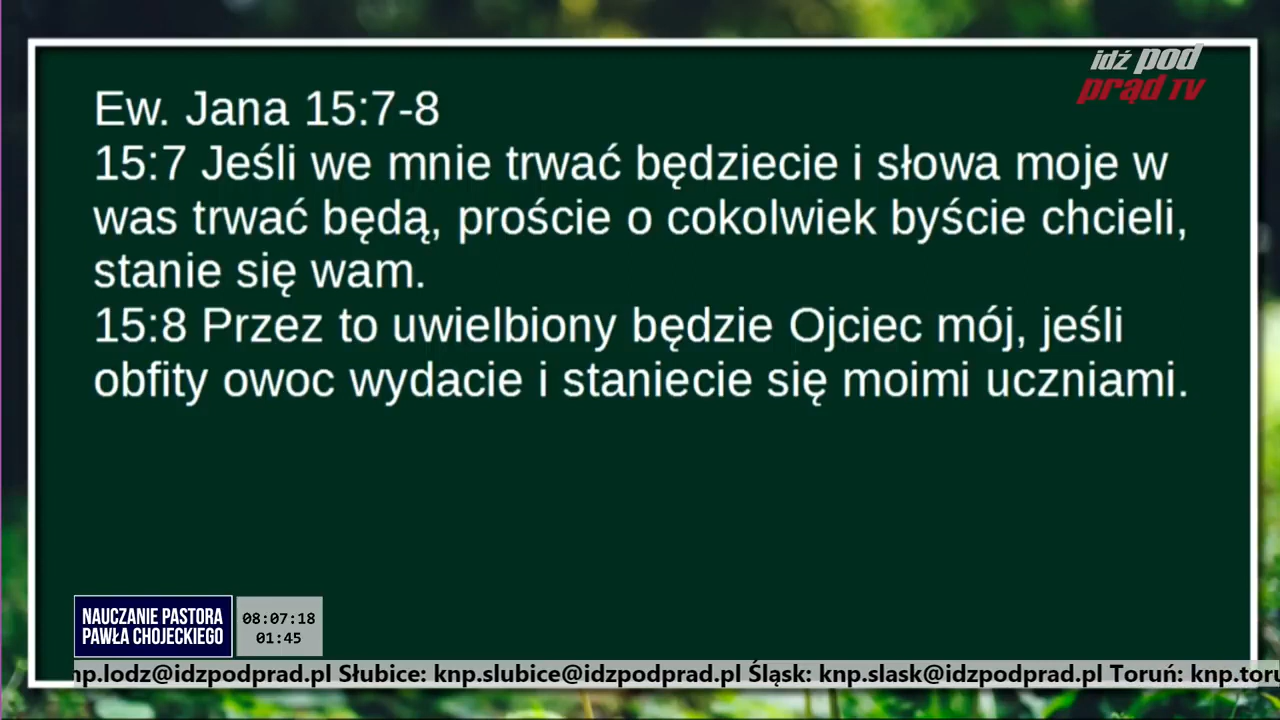 idź pod
prąd TV
Ew. Jana 15:7-8
15:7 Jeśli we mnie trwać będziecie i słowa moje w
was trwać będą, proście o cokolwiek byście chcieli,
stanie się wam.
15:8 Przez to uwielbiony będzie Ojciec mój, jeśli
obfity owoc wydacie i staniecie się moimi uczniami.
NAUCZANIE PASTORA
PAWŁA CHOJECKIEGO
08:07:18
01:45
np.lodz@idzpodprad.pl Słubice: knp.slubice@idzpodprad.pl Śląsk: knp.slask@idzpodprad.pl Toruń: knp.toru